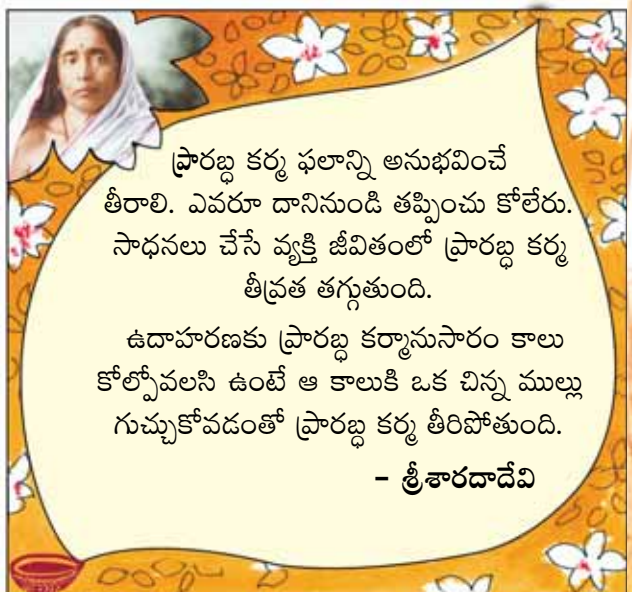 ప్రారబ్ధ కర్మ ఫలాన్ని అనుభవించే
తీరాలి. ఎవరూ దానినుండి తప్పించు కోలేరు.
సాధనలు చేసే వ్యక్తి జీవితంలో ప్రారబ్ధ కర్మ
తీవ్రత తగ్గుతుంది.
ఉదాహరణకు ప్రారబ్ధ కర్మానుసారం కాలు
కోల్పోవలసి ఉంటే ఆ కాలుకి ఒక చిన్న ముల్లు
గుచ్చుకోవడంతో ప్రారబ్ధ కర్మ తీరిపోతుంది.
– శ్రీశారదాదేవి